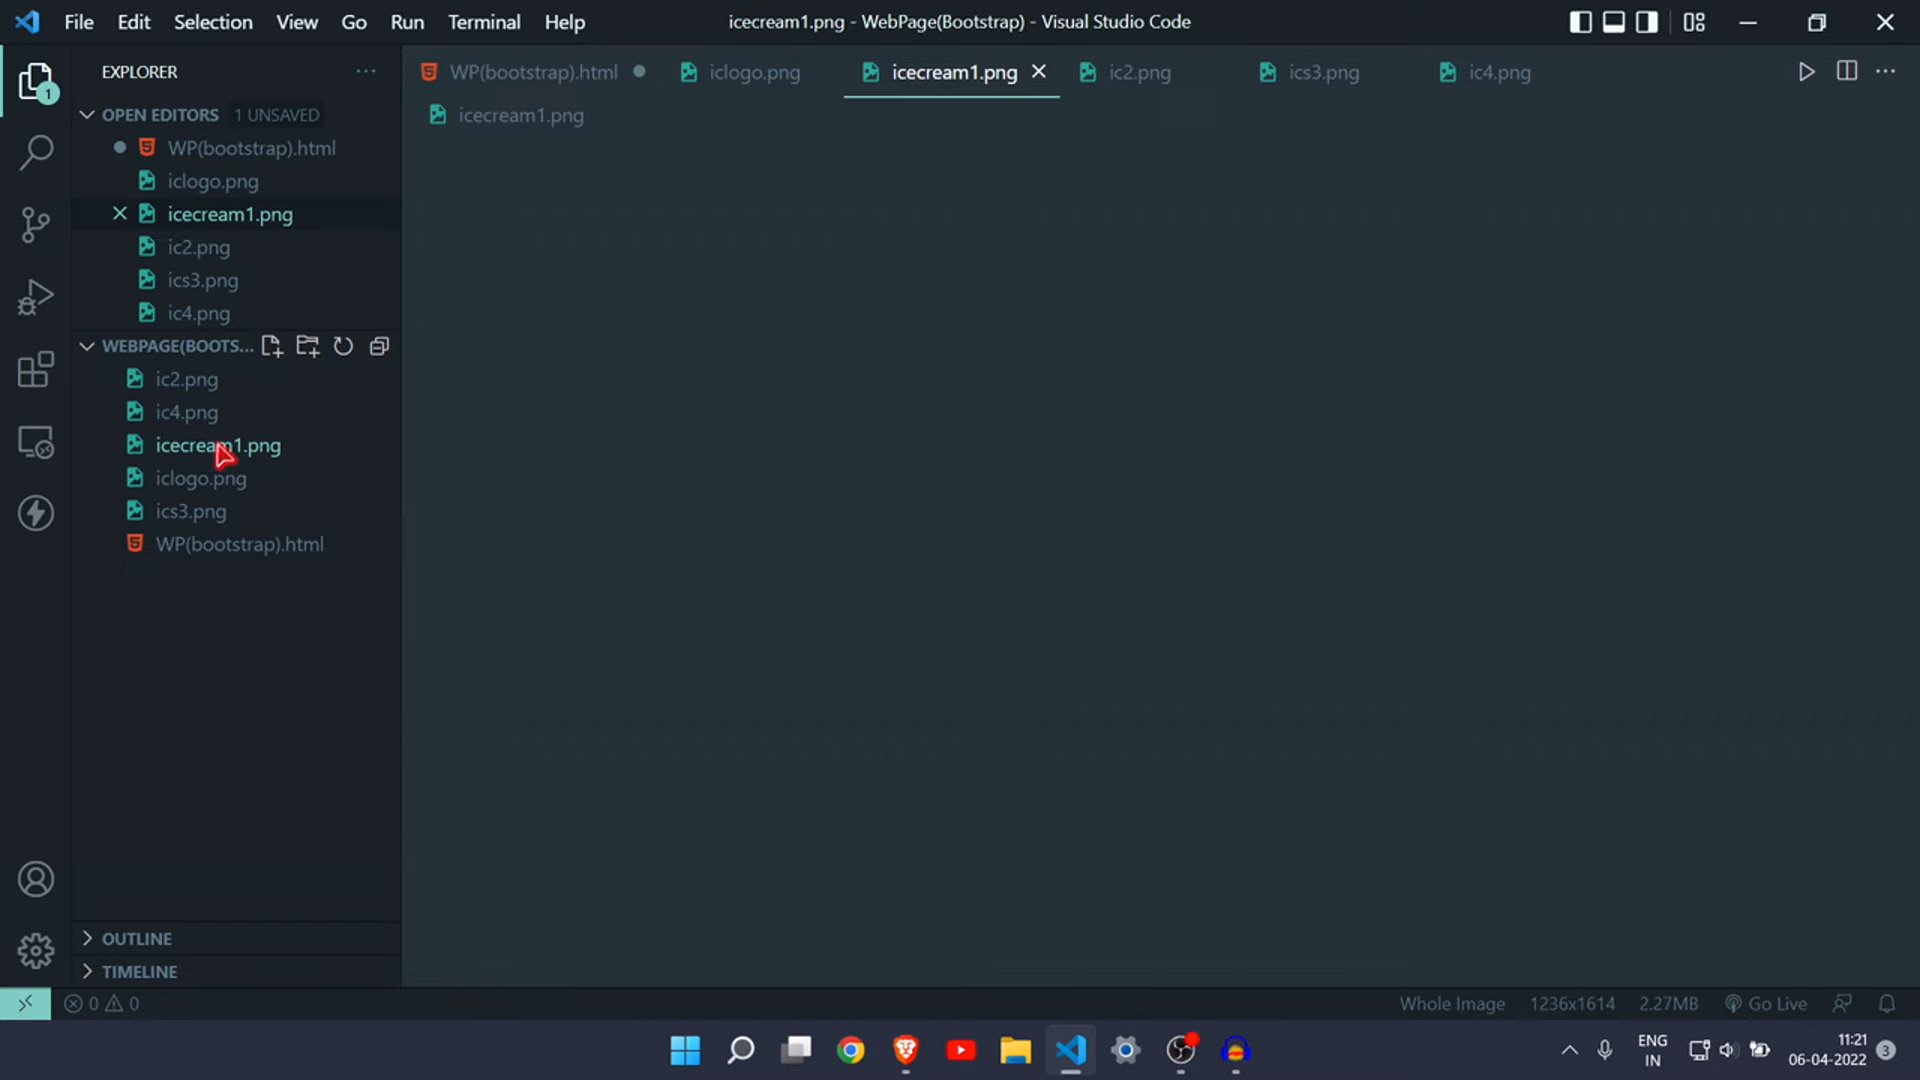 File Edit Selection View Go Run Terminal Help
icecream1.png - WebPage(Bootstrap) - Visual Studio Code
EXPLORER
OPEN EDITORS 1 UNSAVED
WP(bootstrap).html
iclogo.png
icecream1.png
ic2.png
ics3.png
ic4.png
WEBPAGE(BOOTS...
ic2.png
ic4.png
icecream1.png
iclogo.png
ics3.png
WP(bootstrap).html
OUTLINE
TIMELINE
WP(bootstrap).html iclogo.png icecream1.png ic2.png ics3.png ic4.png
icecream1.png
0 0
Whole Image 1236x1614 2.27MB Go Live
1
ENG
IN
11:21
06-04-2022
3